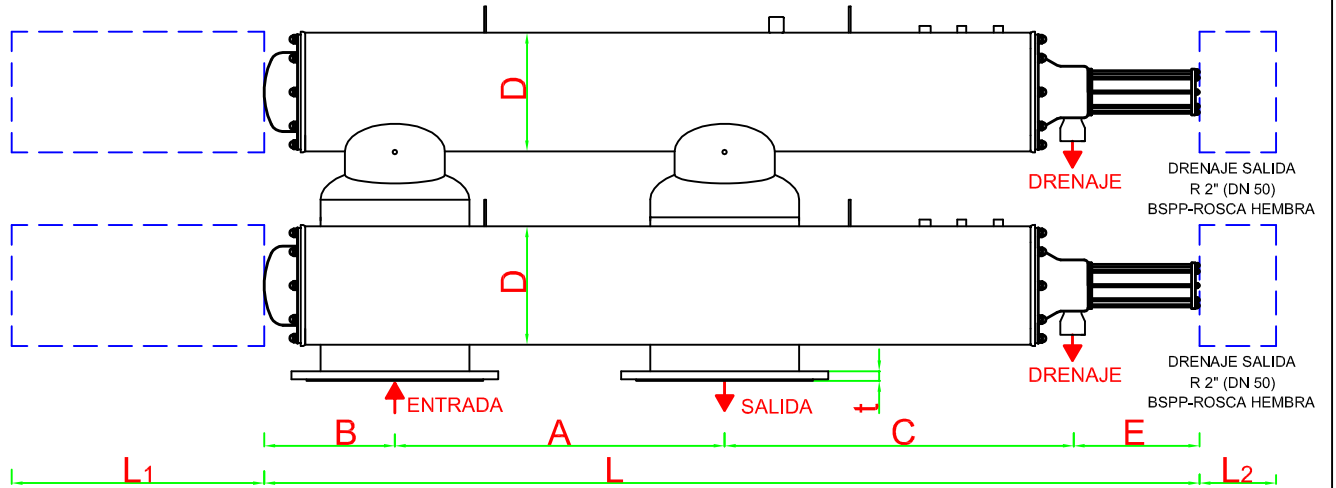 D
DRENAJE
DRENAJE SALIDA
R 2" (DN 50)
BSPP-ROSCA HEMBRA
D
DRENAJE
DRENAJE SALIDA
R 2" (DN 50)
BSPP-ROSCA HEMBRA
ENTRADA
SALIDA
t
B
A
C
E
L1
L
L2